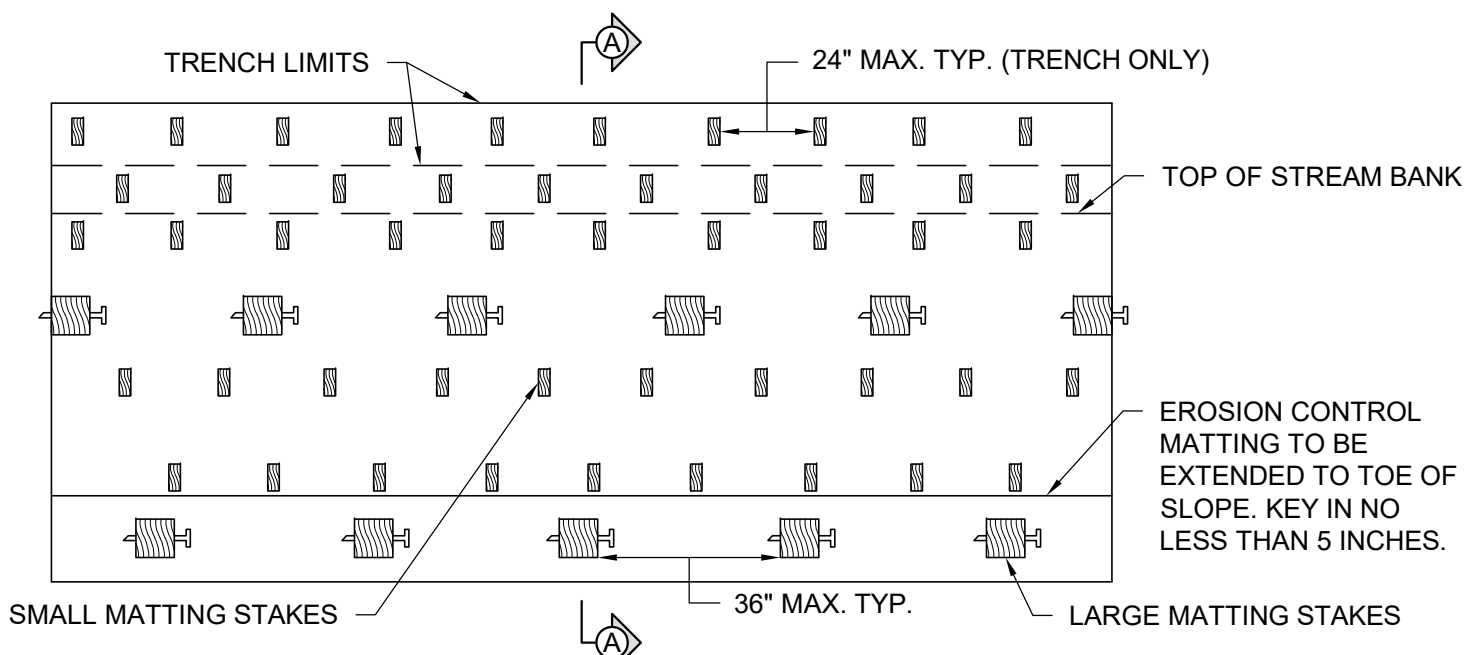 A
TRENCH LIMITS
24" MAX. TYP. (TRENCH ONLY)
TOP OF STREAM BANK
EROSION CONTROL
MATTING TO BE
EXTENDED TO TOE OF
SLOPE. KEY IN NO
LESS THAN 5 INCHES.
SMALL MATTING STAKES
36" MAX. TYP.
LARGE MATTING STAKES
A